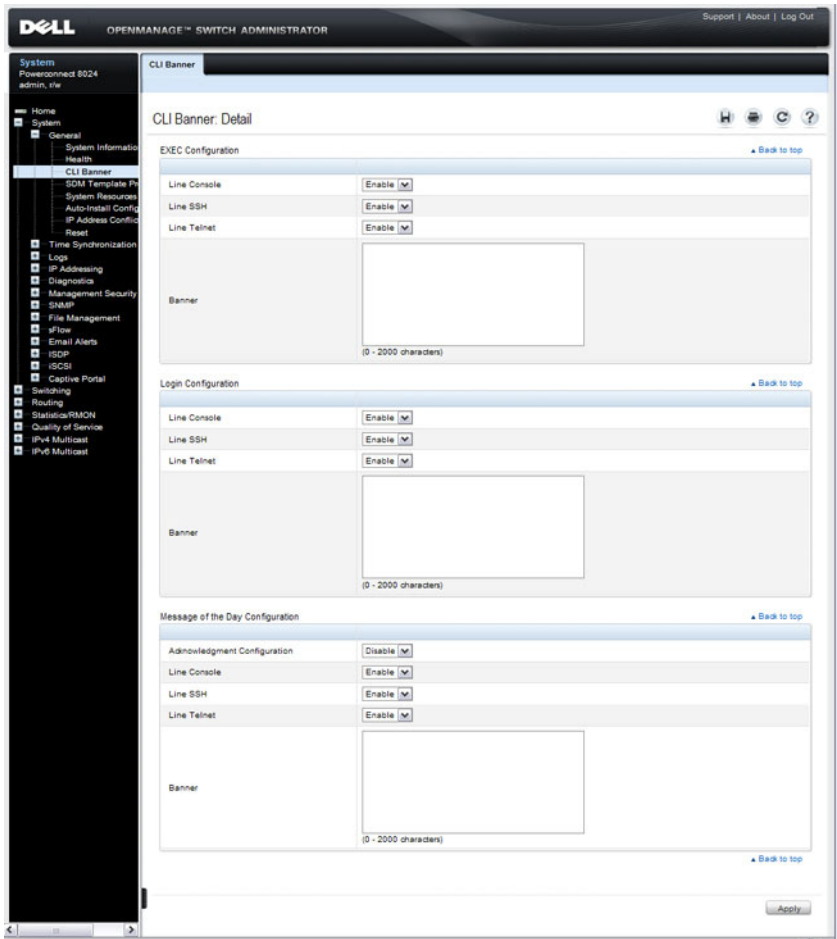 Support | About | Log Out
DELL OPENMANAGE™ SWITCH ADMINISTRATOR
System
Powerconnect 8024
admin, r/w
Home
System
General
System Informatio
Health
CLI Banner
SDM Template Pr
System Resources
Auto-Install Config
IP Address Conflic
Reset
Time Synchronization
Logs
IP Addressing
Diagnostics
Management Security
SNMP
File Management
sFlow
Email Alerts
ISDP
iSCSI
Captive Portal
Switching
Routing
Statistics/RMON
Quality of Service
IPv4 Multicast
IPv6 Multicast
CLI Banner
CLI Banner: Detail
EXEC Configuration ▲ Back to top
Line Console Enable
Line SSH Enable
Line Telnet Enable
Banner
(0 - 2000 characters)
Login Configuration ▲ Back to top
Line Console Enable
Line SSH Enable
Line Telnet Enable
Banner
(0 - 2000 characters)
Message of the Day Configuration ▲ Back to top
Acknowledgment Configuration Disable
Line Console Enable
Line SSH Enable
Line Telnet Enable
Banner
(0 - 2000 characters)
▲ Back to top
Apply